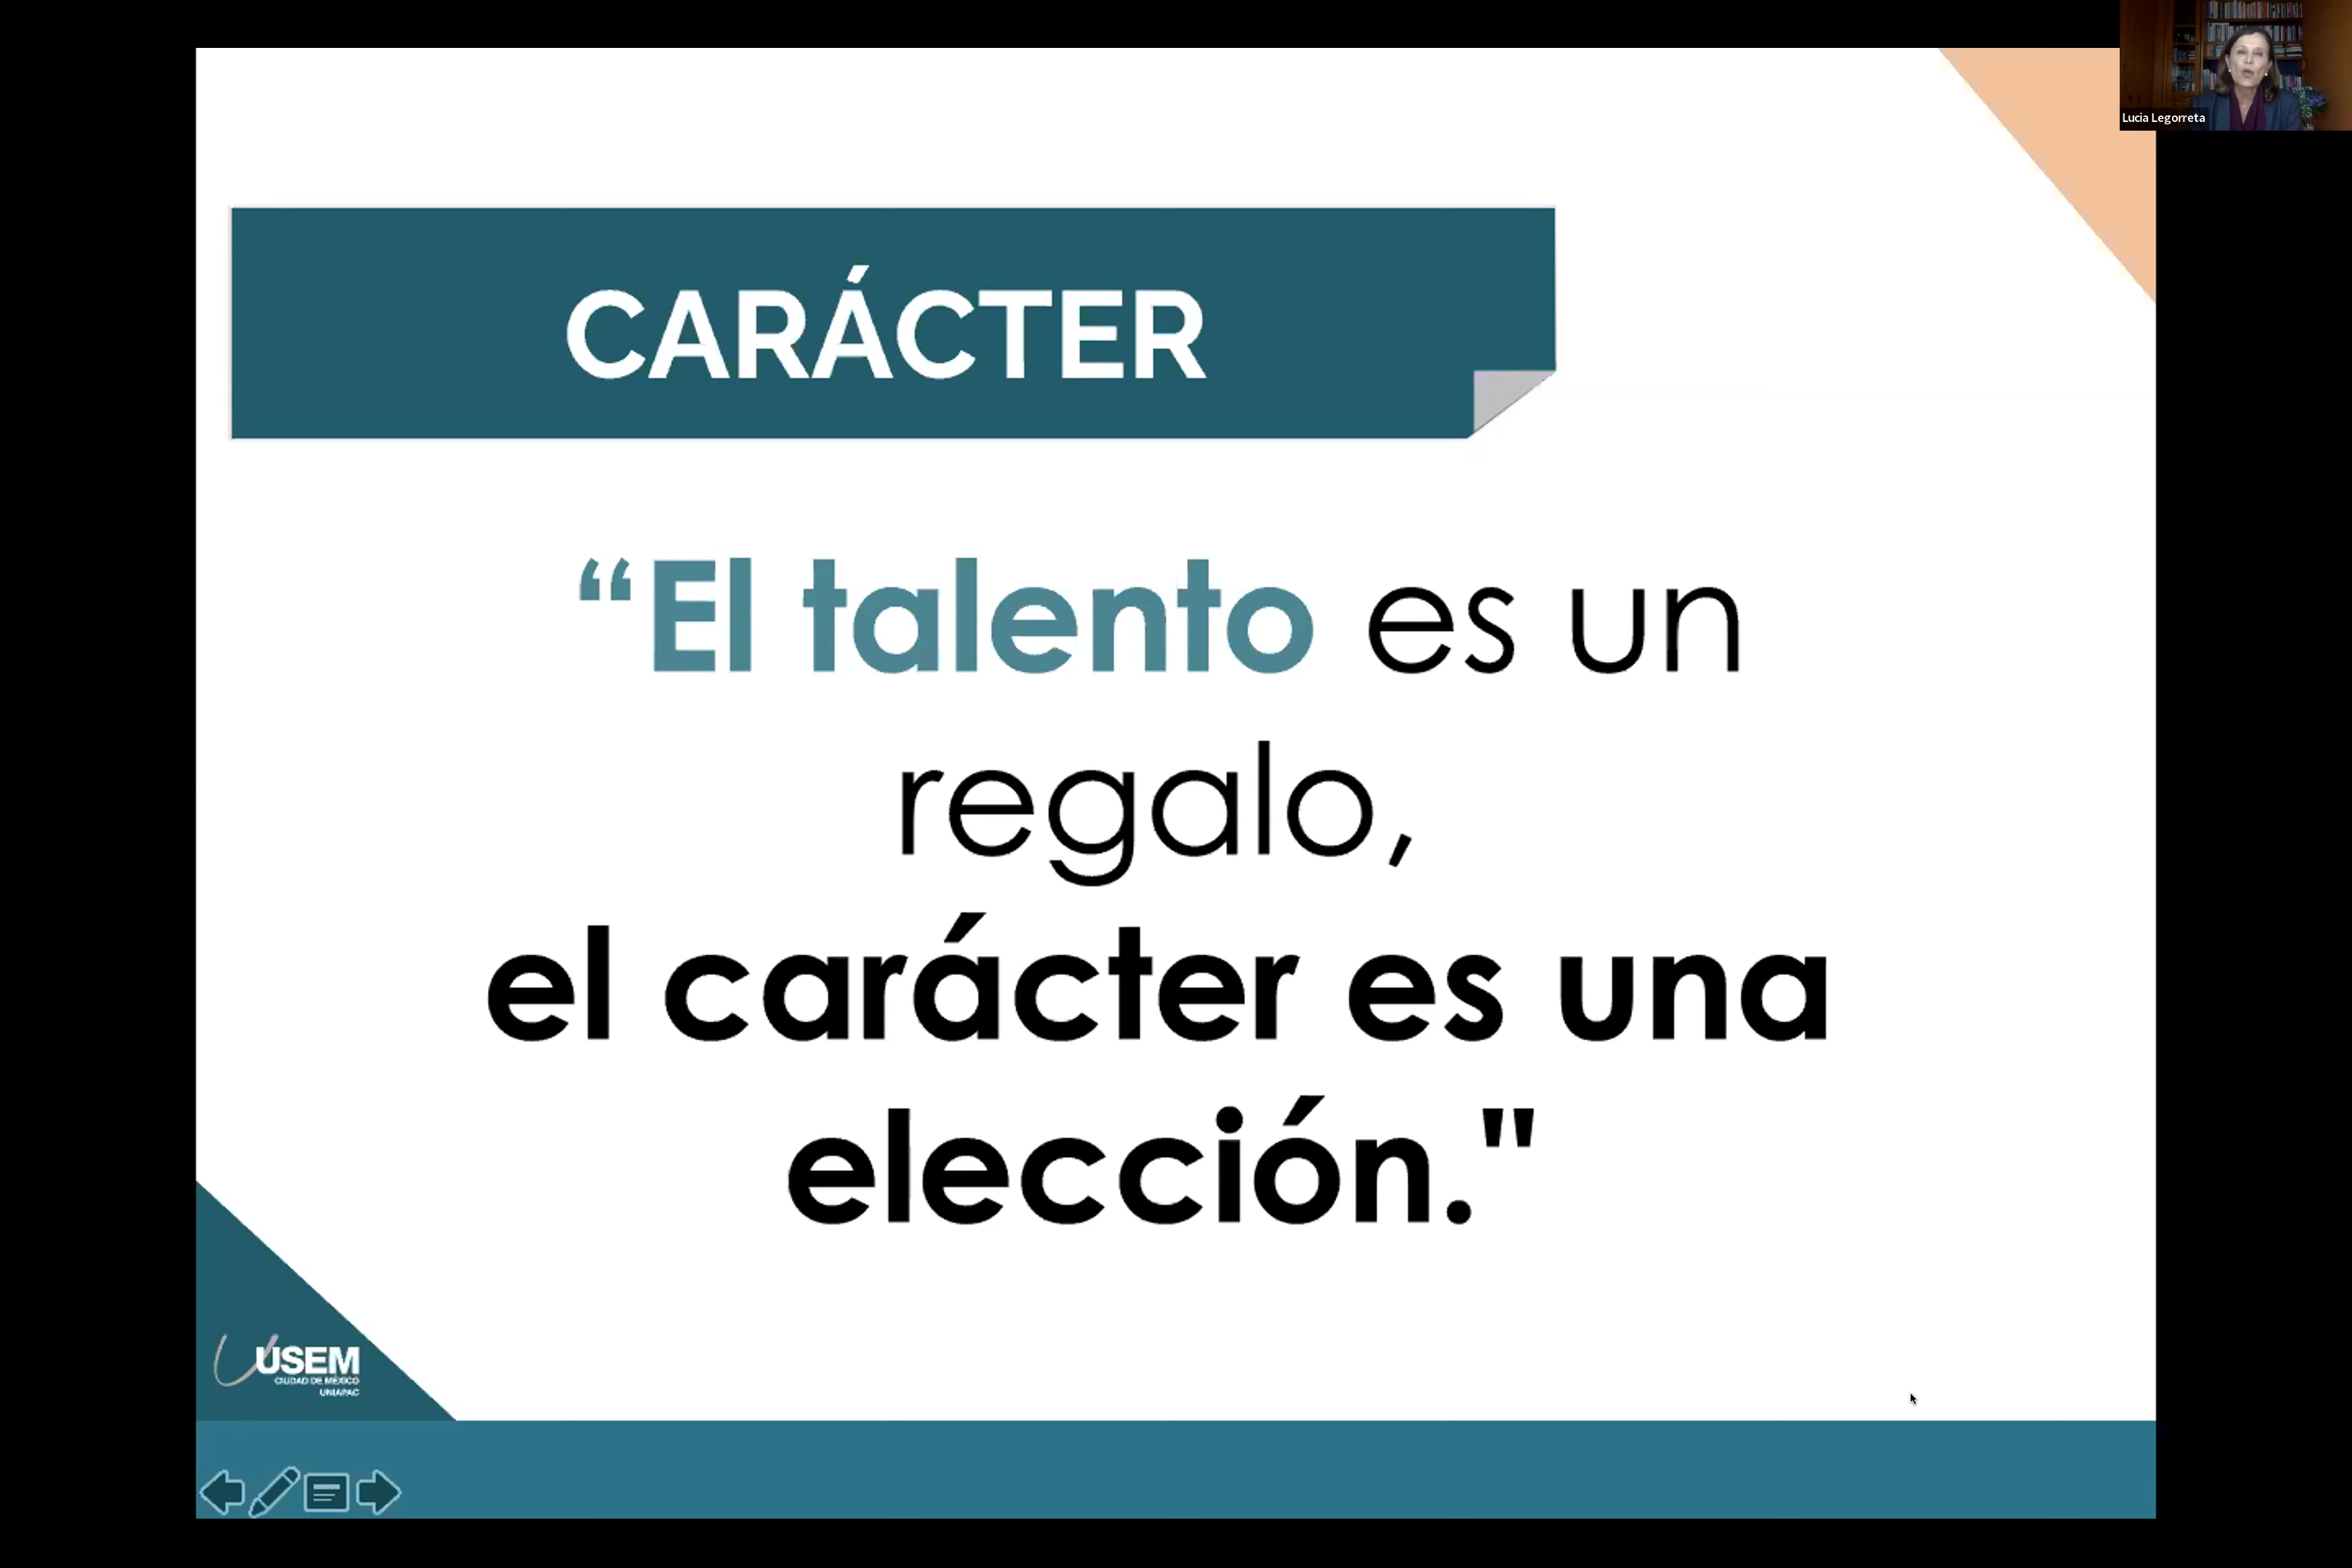 Lucia Legorreta
CARÁCTER
“El talento es un
regalo,
el carácter es una
elección."
USEM
CIUDAD DE MÉXICO
UNIAPAC